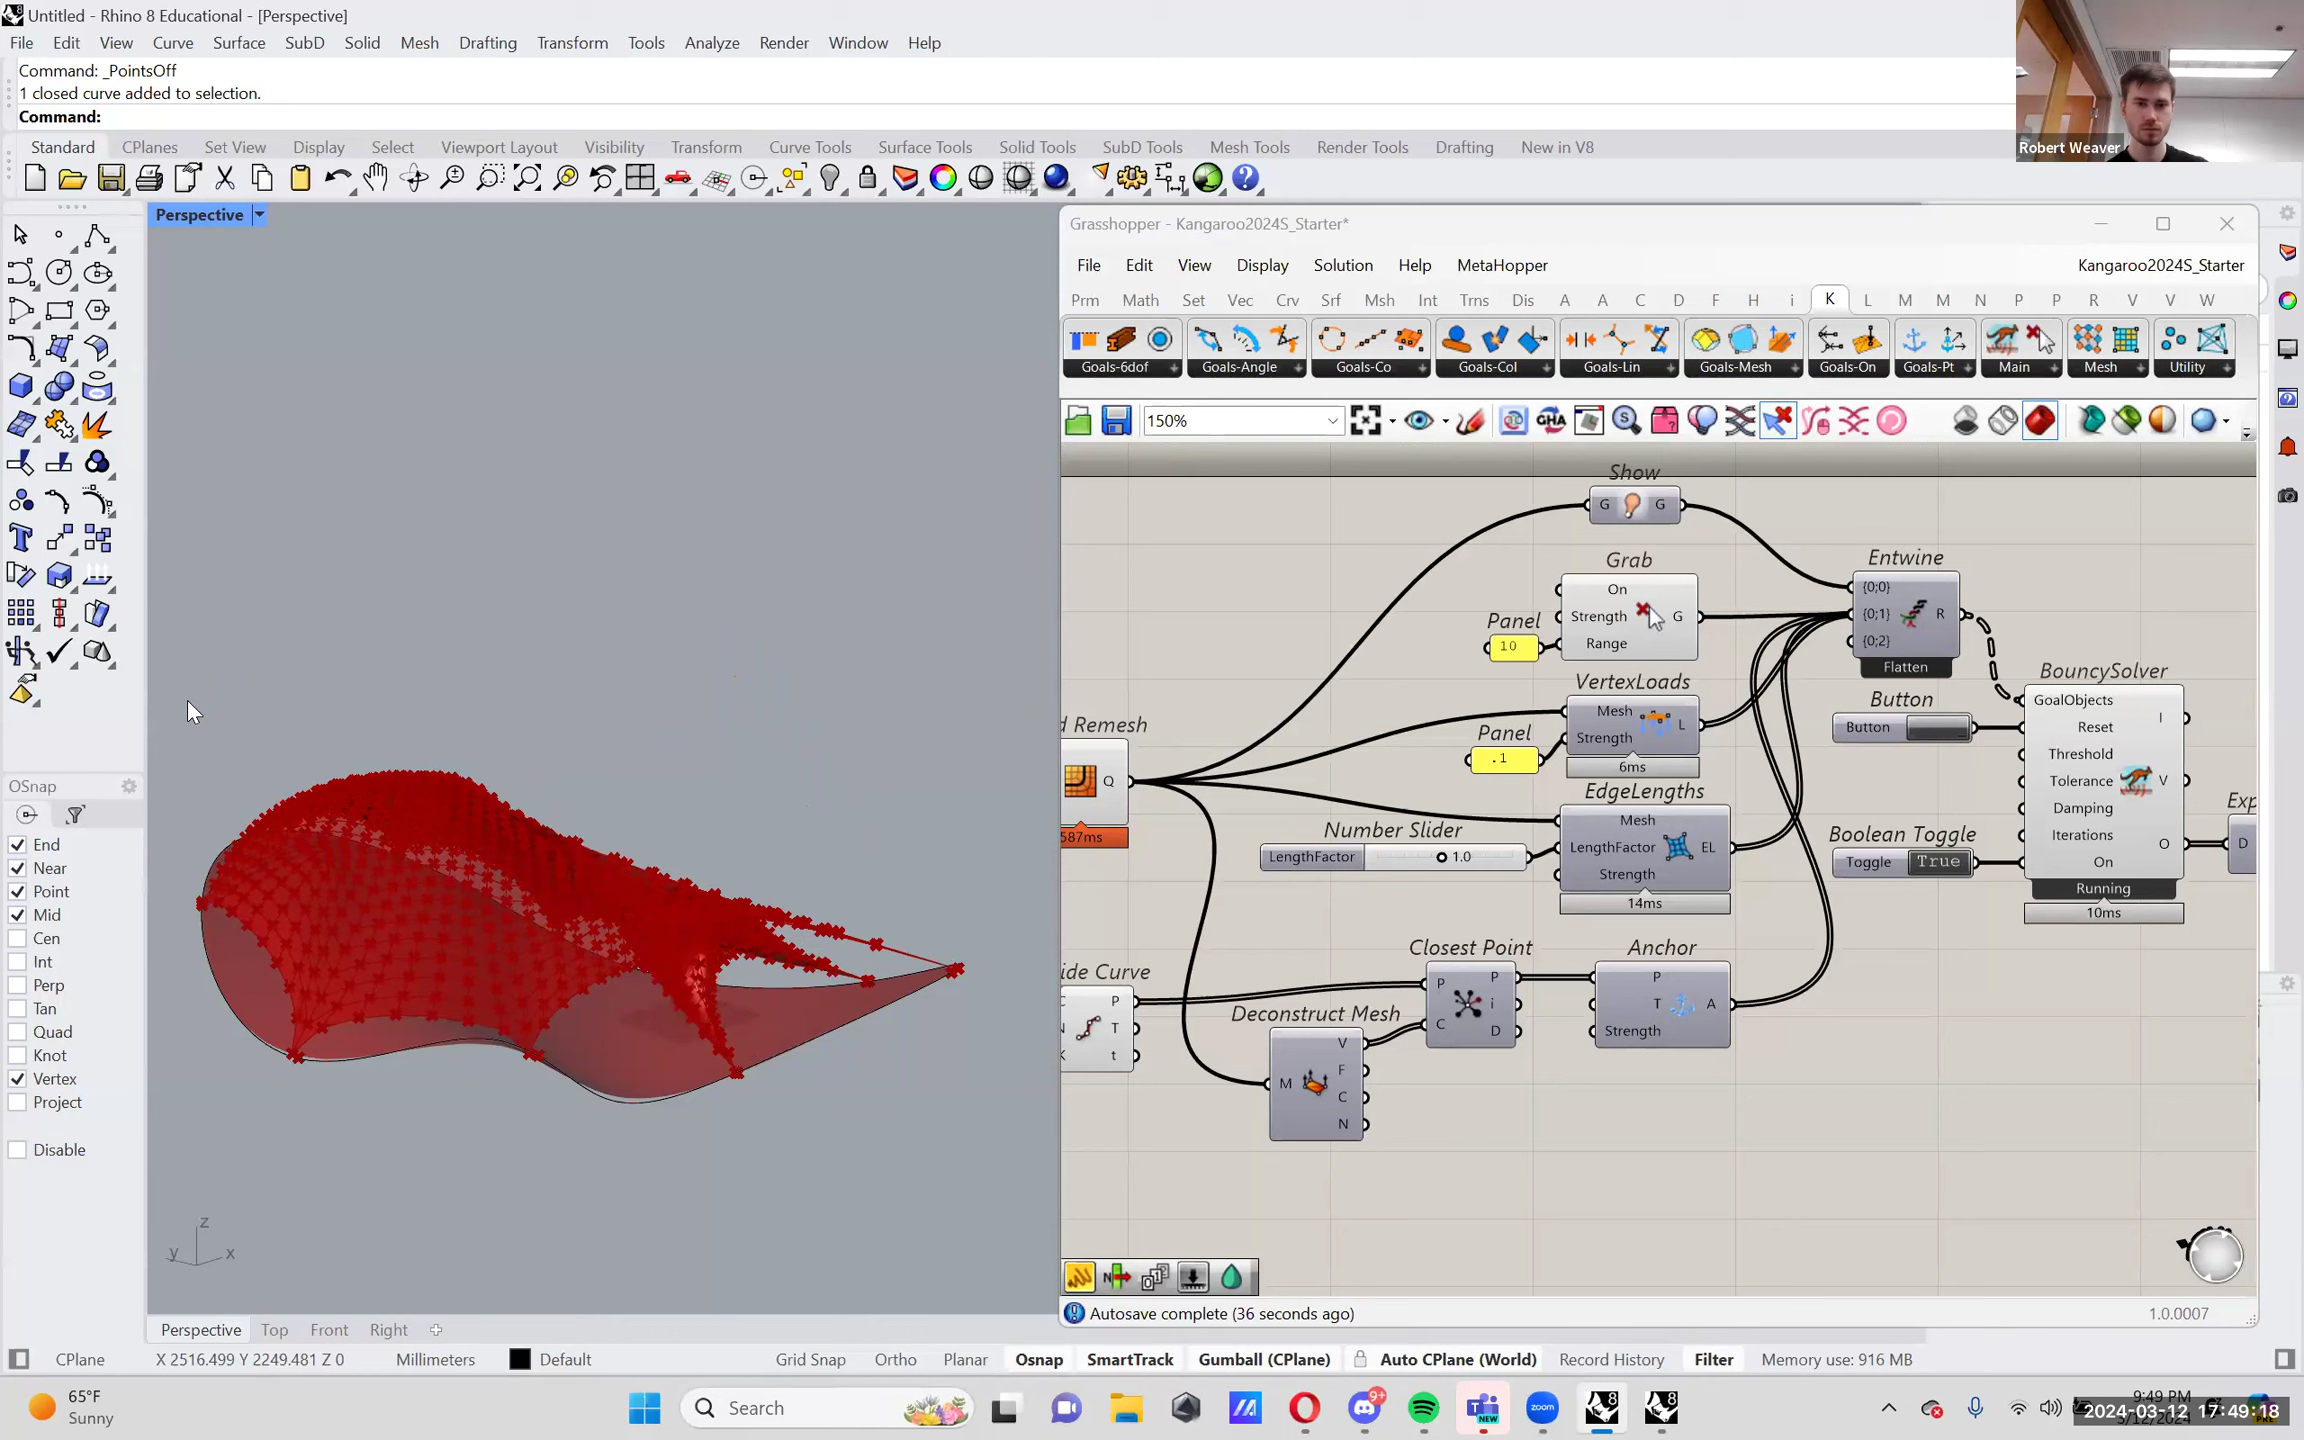 Untitled - Rhino 8 Educational - [Perspective]
File Edit View Curve Surface SubD Solid Mesh Drafting Transform Tools Analyze Render Window Help
Command: _PointsOff
1 closed curve added to selection.
Command:
Robert Weaver
Standard CPlanes Set View Display Select Viewport Layout Visibility Transform Curve Tools Surface Tools Solid Tools SubD Tools Mesh Tools Render Tools Drafting New in V8
Perspective
Grasshopper - Kangaroo2024S_Starter*
File Edit View Display Solution Help MetaHopper Kangaroo2024S_Starter
Prm Math Set Vec Crv Srf Msh Int Trns Dis A A C D F H i K L M M N P P R V V W
Goals-6dof Goals-Angle Goals-Co Goals-Col Goals-Lin Goals-Mesh Goals-On Goals-Pt Main Mesh Utility
150%
Show
G G
Grab
On
Strength G
Range
Panel
10
Entwine
{0;0}
{0;1} R
{0;2}
Flatten
VertexLoads
Mesh
Strength L
6ms
Panel
.1
d Remesh
Q
587ms
EdgeLengths
Mesh
LengthFactor EL
Strength
14ms
Number Slider
LengthFactor 1.0
Button
Button
Boolean Toggle
Toggle True
BouncySolver
GoalObjects
Reset
Threshold
Tolerance
Damping
Iterations
On
I
V
O
Running
10ms
Exp
D
ide Curve
C P
N T
K t
Deconstruct Mesh
M
V
F
C
N
Closest Point
P P
i
C D
Anchor
P
T A
Strength
OSnap
End
Near
Point
Mid
Cen
Int
Perp
Tan
Quad
Knot
Vertex
Project
Disable
z
y x
Autosave complete (36 seconds ago)
1.0.0007
Perspective Top Front Right
CPlane X 2516.499 Y 2249.481 Z 0 Millimeters Default Grid Snap Ortho Planar Osnap SmartTrack Gumball (CPlane) Auto CPlane (World) Record History Filter Memory use: 916 MB
65°F
Sunny
Search
9+
NEW
zoom
8
8
9:49 PM
2024-03-12 17:49:18